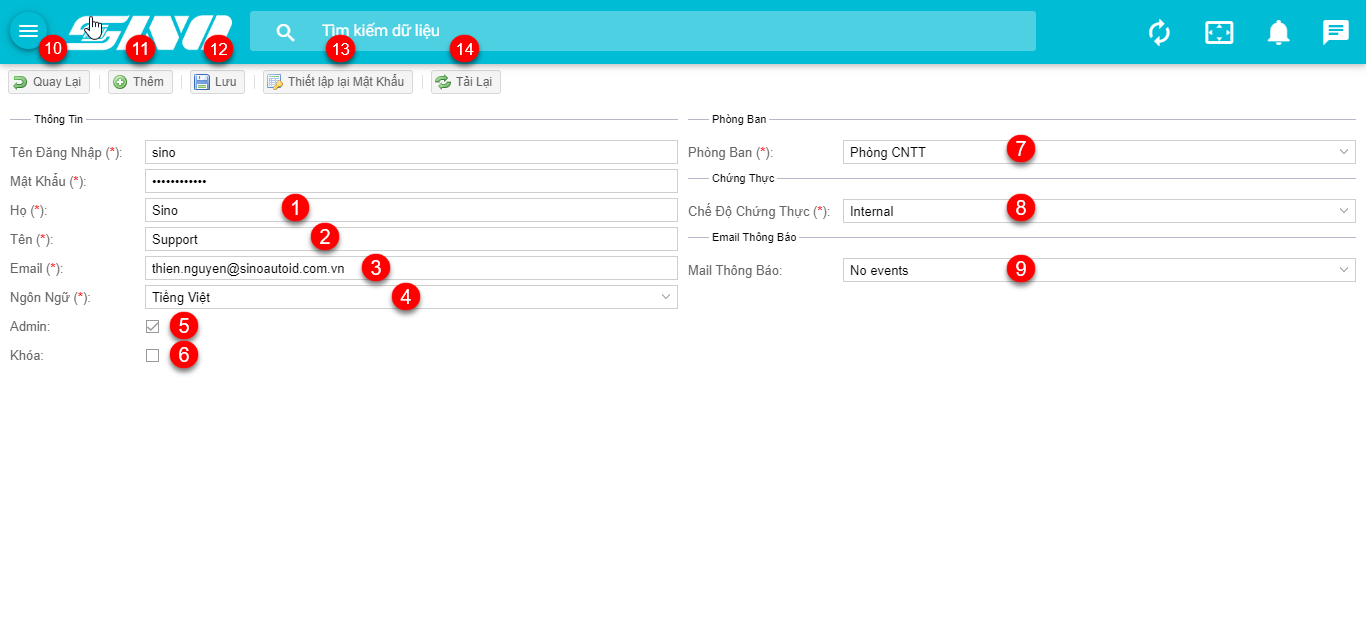 SINO
Tìm kiếm dữ liệu
10 11 12 13 14
Quay Lại Thêm Lưu Thiết lập lại Mật Khẩu Tải Lại
Thông Tin
Tên Đăng Nhập (*): sino
Mật Khẩu (*): ••••••••••••
Họ (*): Sino 1
Tên (*): Support 2
Email (*): thien.nguyen@sinoautoid.com.vn 3
Ngôn Ngữ (*): Tiếng Việt 4
Admin: 5
Khóa: 6
Phòng Ban
Phòng Ban (*): Phòng CNTT 7
Chứng Thực
Chế Độ Chứng Thực (*): Internal 8
Email Thông Báo
Mail Thông Báo: No events 9